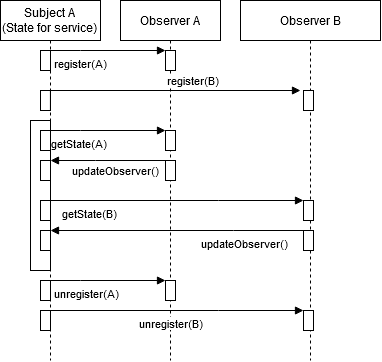 Subject A
(State for service)
Observer A
Observer B
register(A)
register(B)
getState(A)
updateObserver()
getState(B)
updateObserver()
unregister(A)
unregister(B)